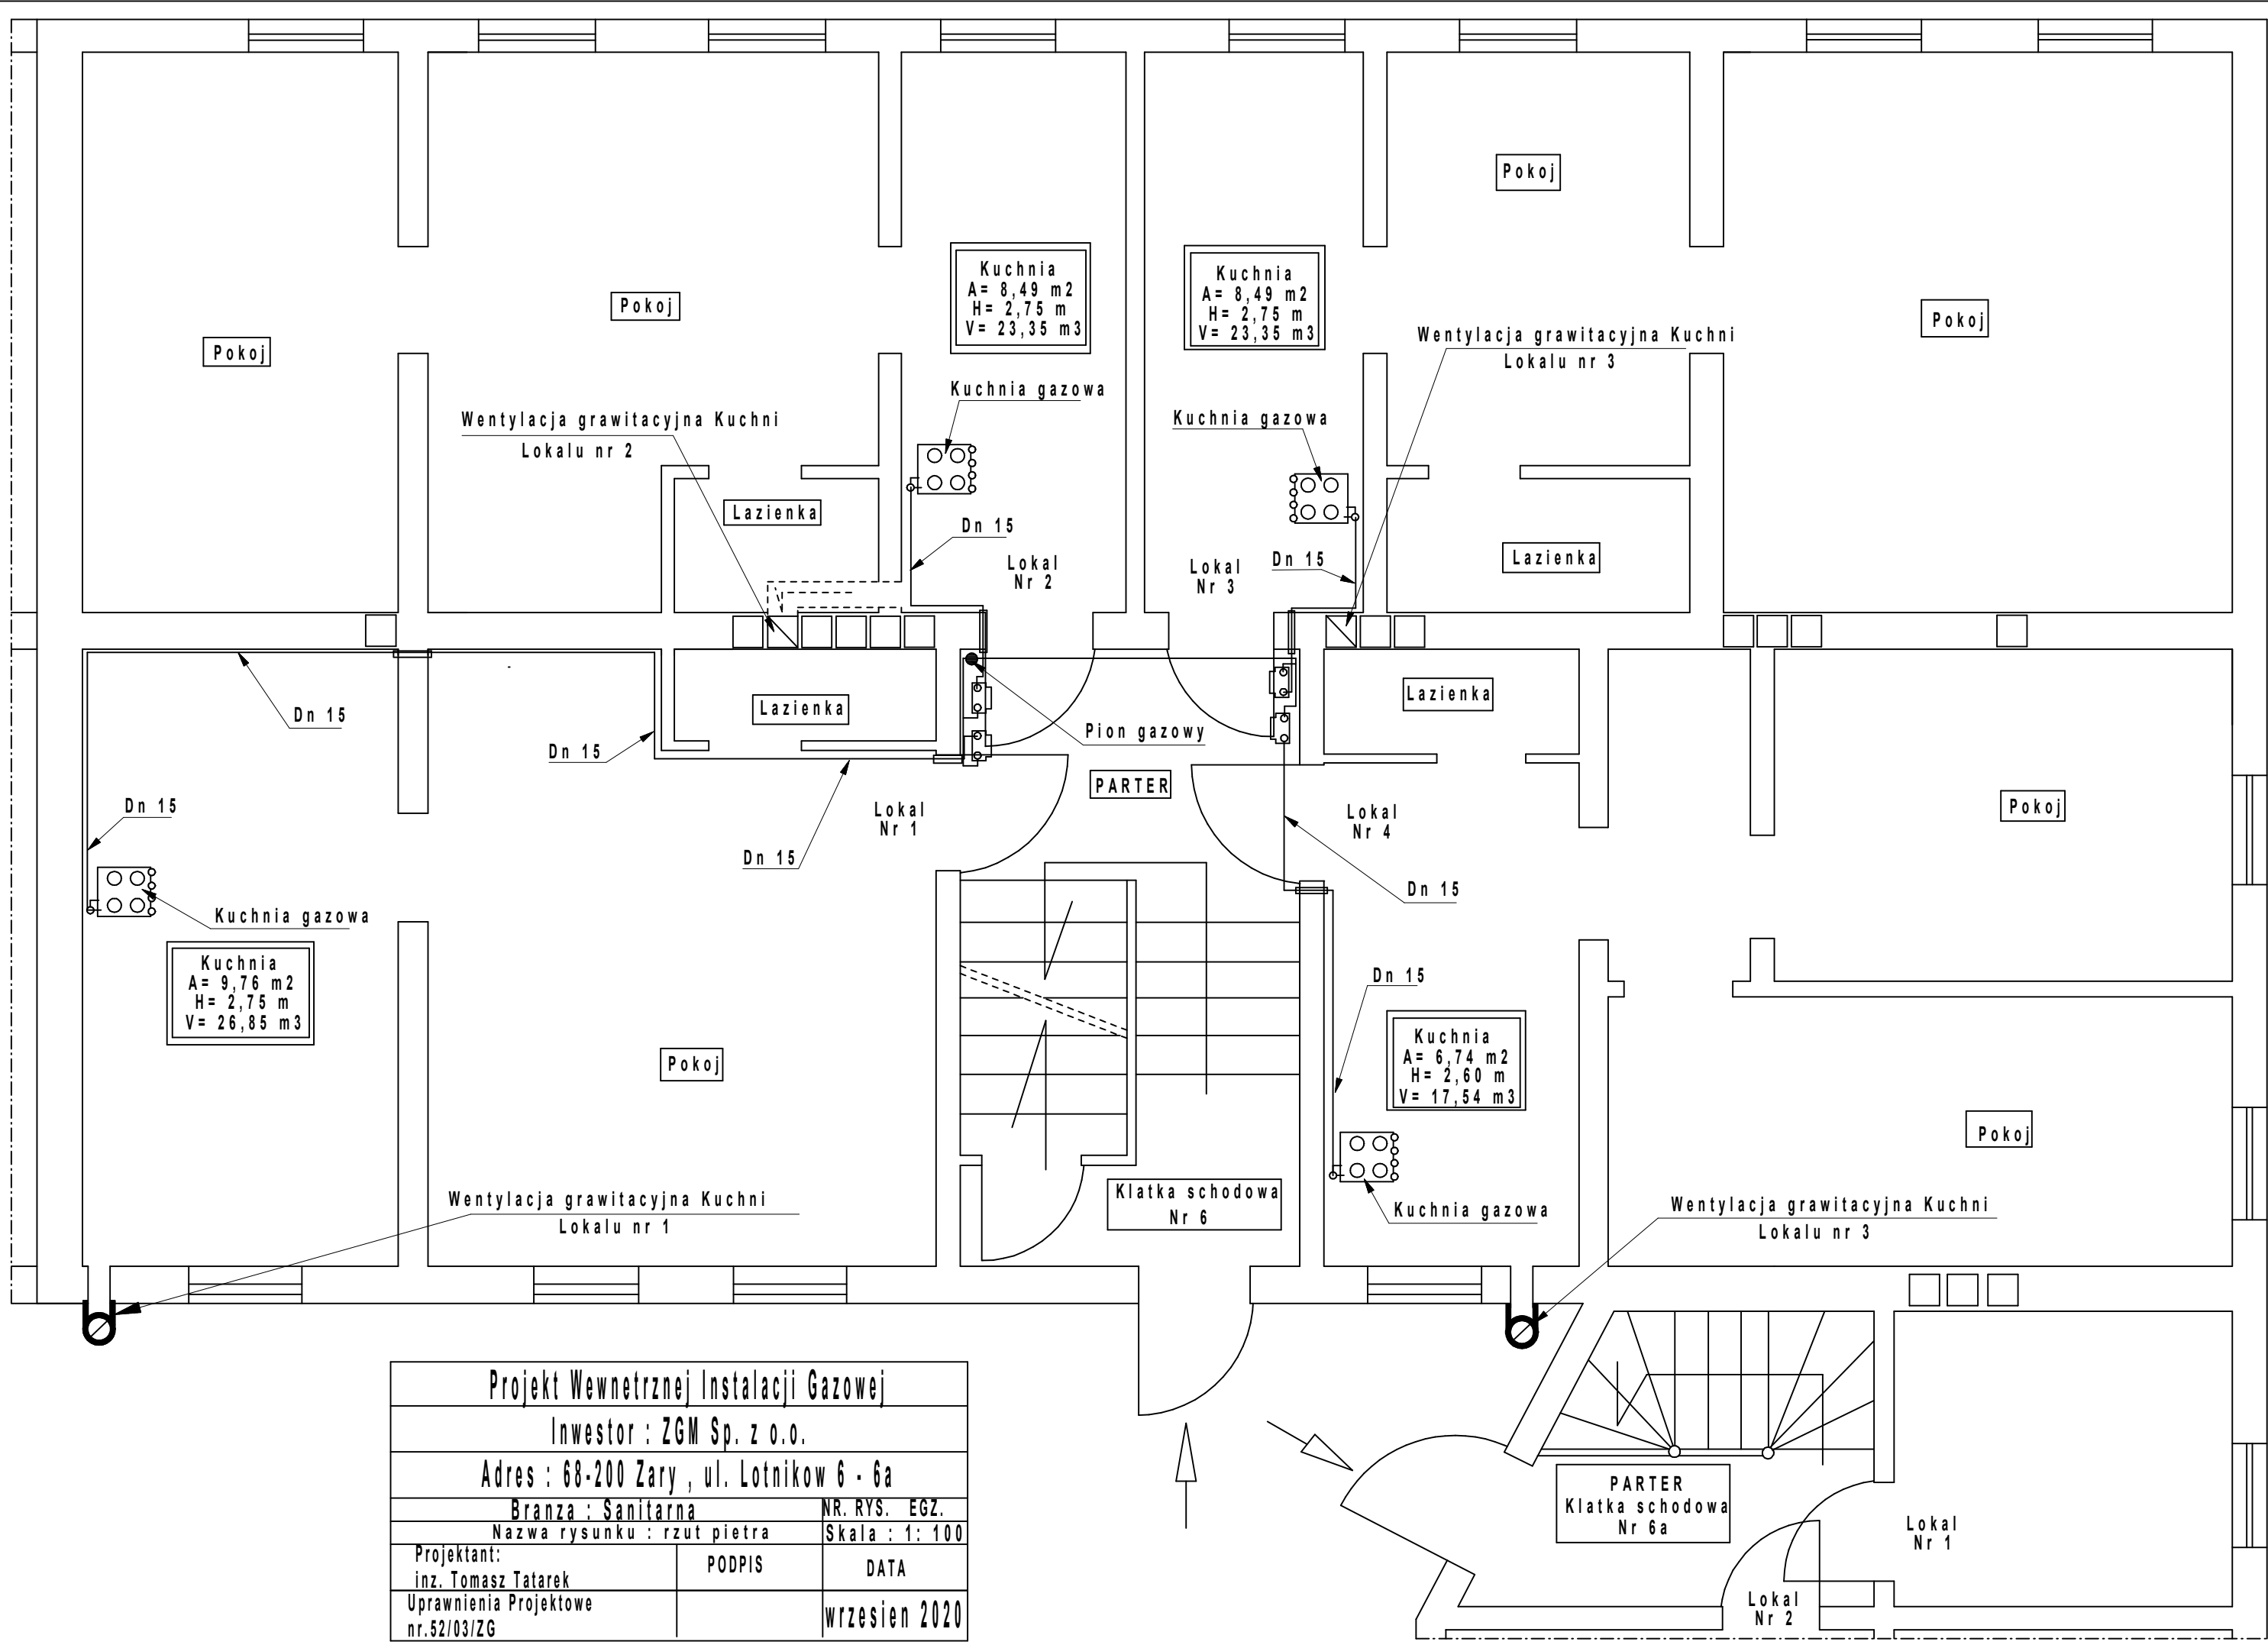 Pokoj
Pokoj
Kuchnia
A= 8,49 m2
H= 2,75 m
V= 23,35 m3
Kuchnia
A= 8,49 m2
H= 2,75 m
V= 23,35 m3
Pokoj
Pokoj
Wentylacja grawitacyjna Kuchni
Lokalu nr 3
Wentylacja grawitacyjna Kuchni
Lokalu nr 2
Kuchnia gazowa
Kuchnia gazowa
Lazienka
Dn 15
Lokal
Nr 2
Lokal
Nr 3
Dn 15
Lazienka
Dn 15
Dn 15
Lazienka
Pion gazowy
Lazienka
PARTER
Dn 15
Dn 15
Lokal
Nr 1
Lokal
Nr 4
Pokoj
Dn 15
Kuchnia gazowa
Kuchnia
A= 9,76 m2
H= 2,75 m
V= 26,85 m3
Pokoj
Dn 15
Kuchnia
A= 6,74 m2
H= 2,60 m
V= 17,54 m3
Pokoj
Wentylacja grawitacyjna Kuchni
Lokalu nr 1
Klatka schodowa
Nr 6
Kuchnia gazowa
Wentylacja grawitacyjna Kuchni
Lokalu nr 3
Projekt Wewnetrznej Instalacji Gazowej
Inwestor : ZGM Sp. z o.o.
Adres : 68-200 Zary , ul. Lotnikow 6 - 6a
Branza : Sanitarna NR. RYS. EGZ.
Nazwa rysunku : rzut pietra Skala : 1: 100
Projektant:
inz. Tomasz Tatarek
PODPIS
DATA
Uprawnienia Projektowe
nr.52/03/ZG
wrzesien 2020
PARTER
Klatka schodowa
Nr 6a
Lokal
Nr 1
Lokal
Nr 2